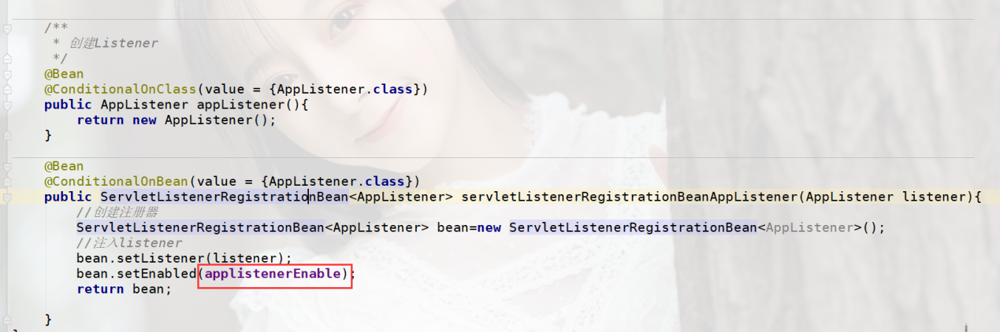 /**
 * 创建Listener
 */
@Bean
@ConditionalOnClass(value = {AppListener.class})
public AppListener appListener(){
    return new AppListener();
}
@Bean
@ConditionalOnBean(value = {AppListener.class})
public ServletListenerRegistrationBean<AppListener> servletListenerRegistrationBeanAppListener(AppListener listener){
    //创建注册器
    ServletListenerRegistrationBean<AppListener> bean=new ServletListenerRegistrationBean<AppListener>();
    //注入listener
    bean.setListener(listener);
    bean.setEnabled(applistenerEnable);
    return bean;
}